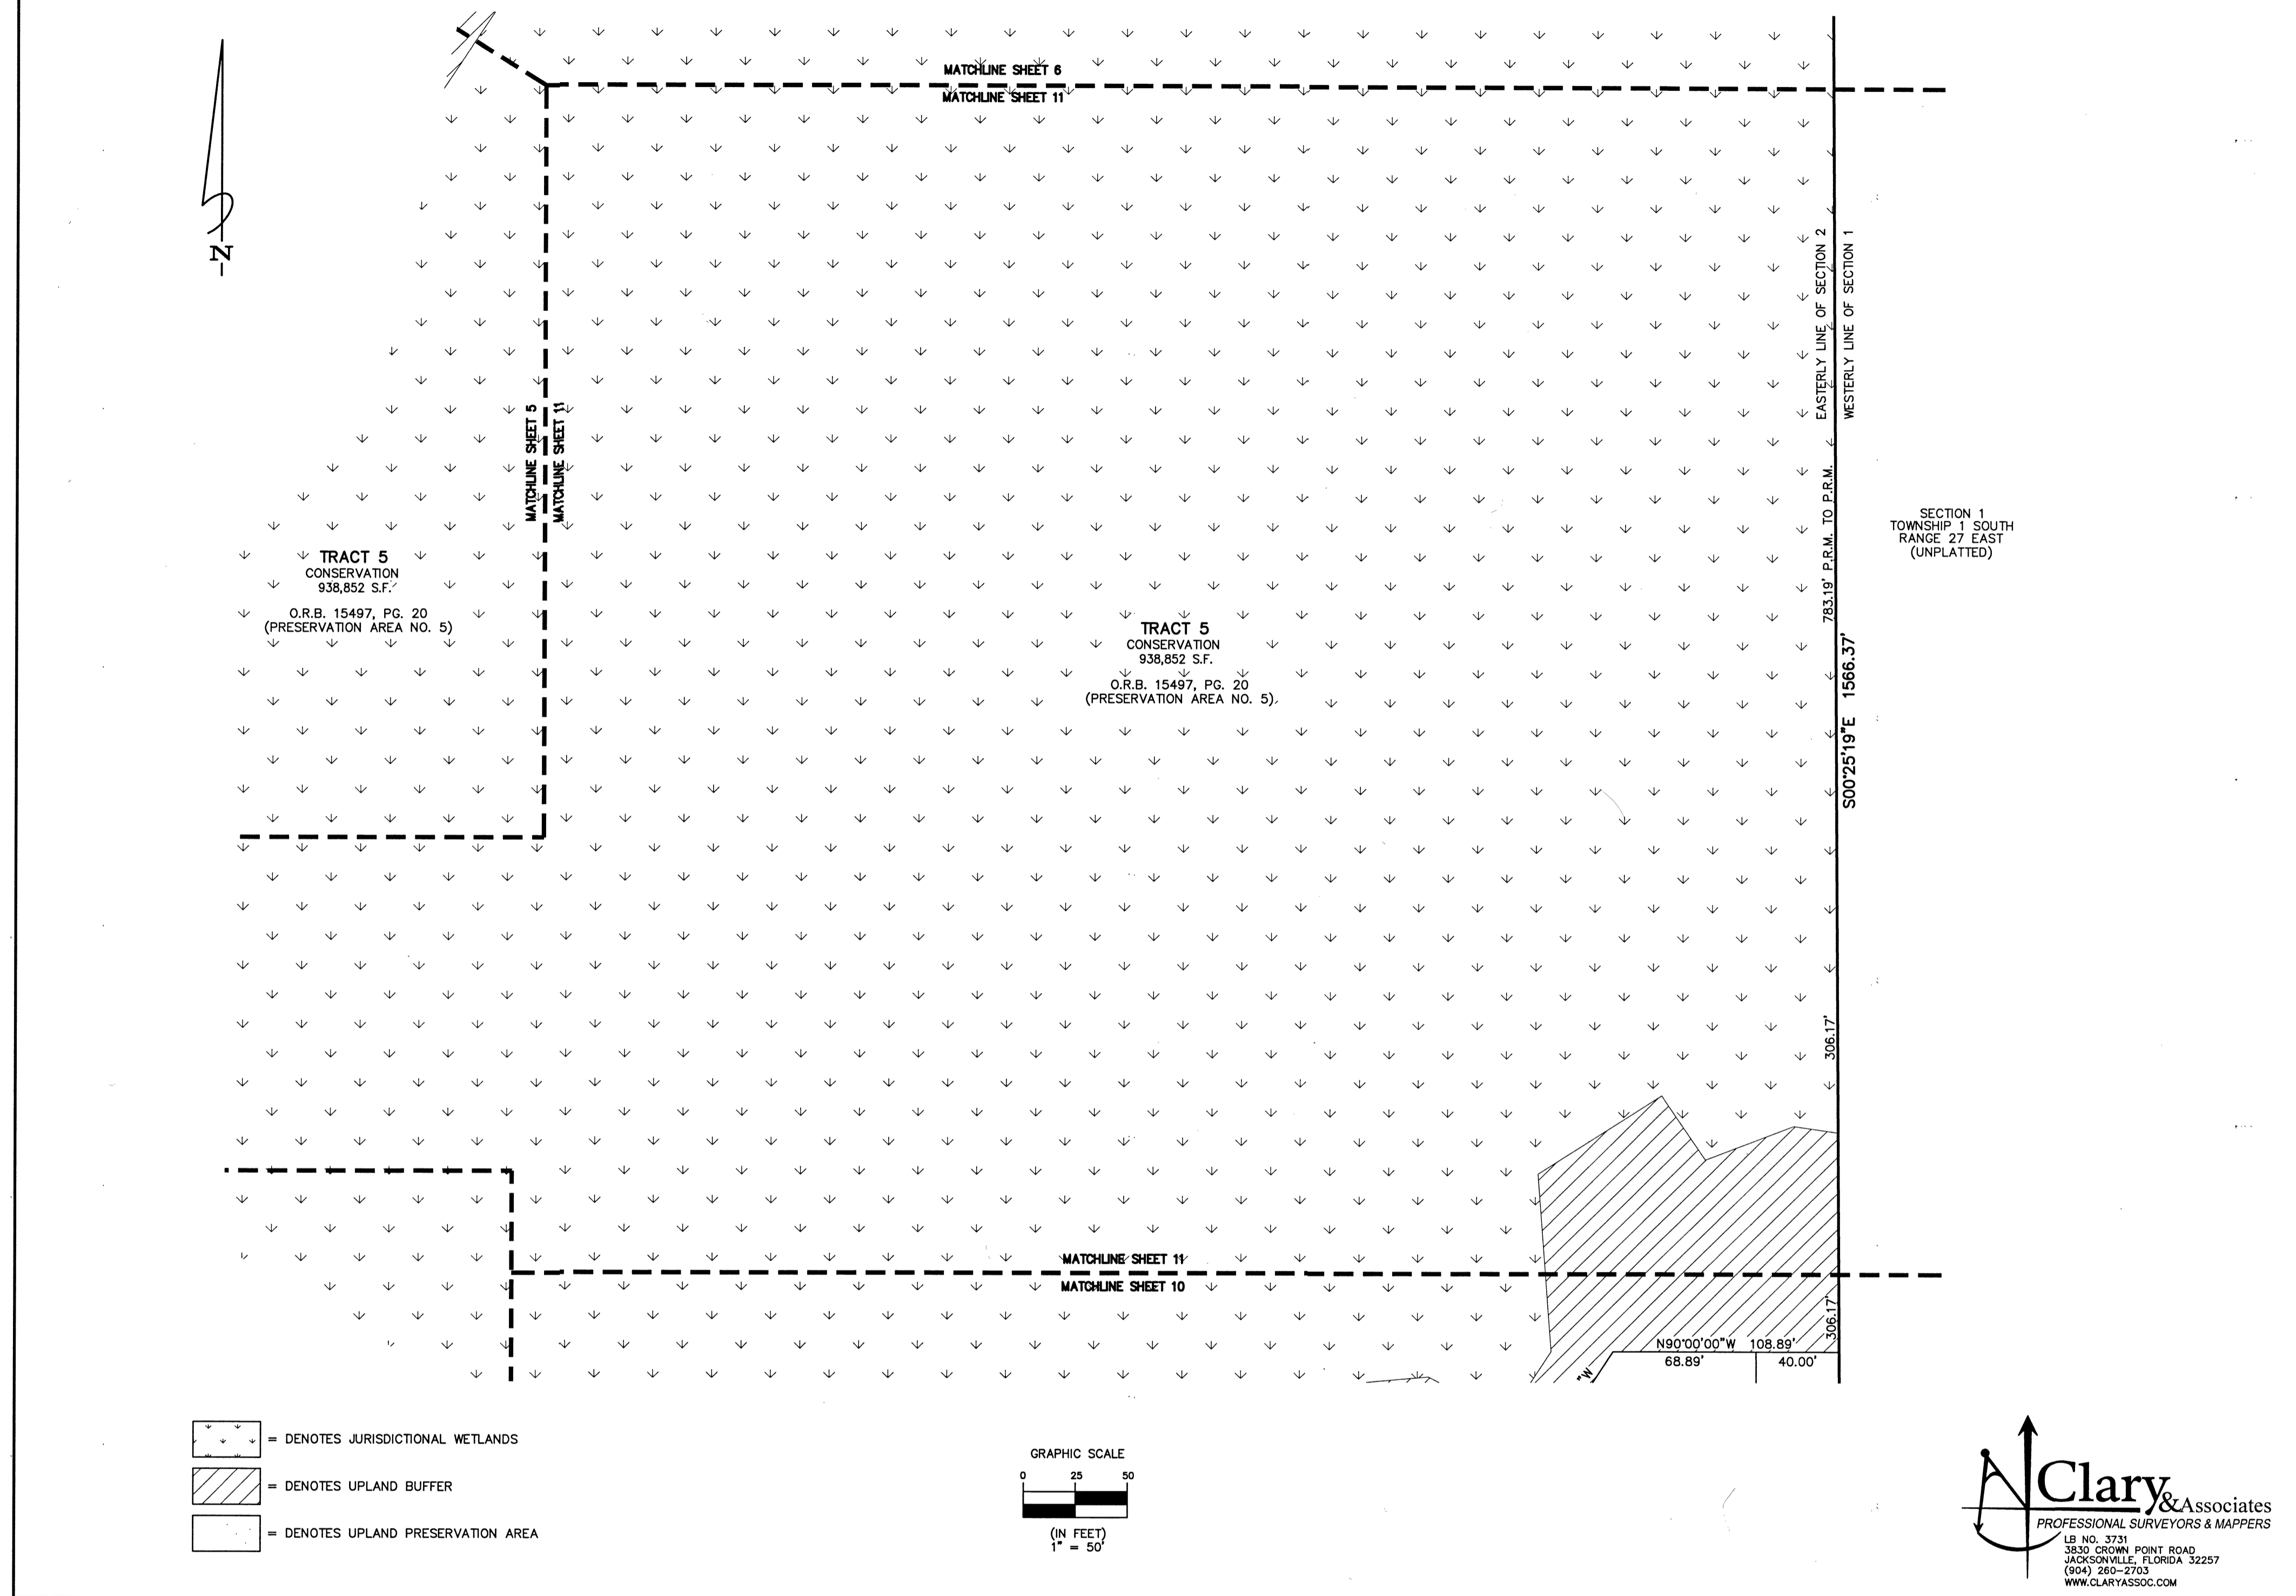 MATCHLINE SHEET 6
MATCHLINE SHEET 11
N
MATCHLINE SHEET 5
MATCHLINE SHEET 11
EASTERLY LINE OF SECTION 2
WESTERLY LINE OF SECTION 1
783.19' P.R.M. TO P.R.M.
S00°25'19"E 1566.37'
SECTION 1
TOWNSHIP 1 SOUTH
RANGE 27 EAST
(UNPLATTED)
TRACT 5
CONSERVATION
938,852 S.F.
O.R.B. 15497, PG. 20
(PRESERVATION AREA NO. 5)
TRACT 5
CONSERVATION
938,852 S.F.
O.R.B. 15497, PG. 20
(PRESERVATION AREA NO. 5)
306.17'
MATCHLINE SHEET 11
MATCHLINE SHEET 10
306.17'
N90°00'00"W 108.89'
68.89' 40.00'
"W
= DENOTES JURISDICTIONAL WETLANDS
= DENOTES UPLAND BUFFER
= DENOTES UPLAND PRESERVATION AREA
GRAPHIC SCALE
0 25 50
(IN FEET)
1" = 50'
Clary & Associates
PROFESSIONAL SURVEYORS & MAPPERS
LB NO. 3731
3830 CROWN POINT ROAD
JACKSONVILLE, FLORIDA 32257
(904) 260-2703
WWW.CLARYASSOC.COM